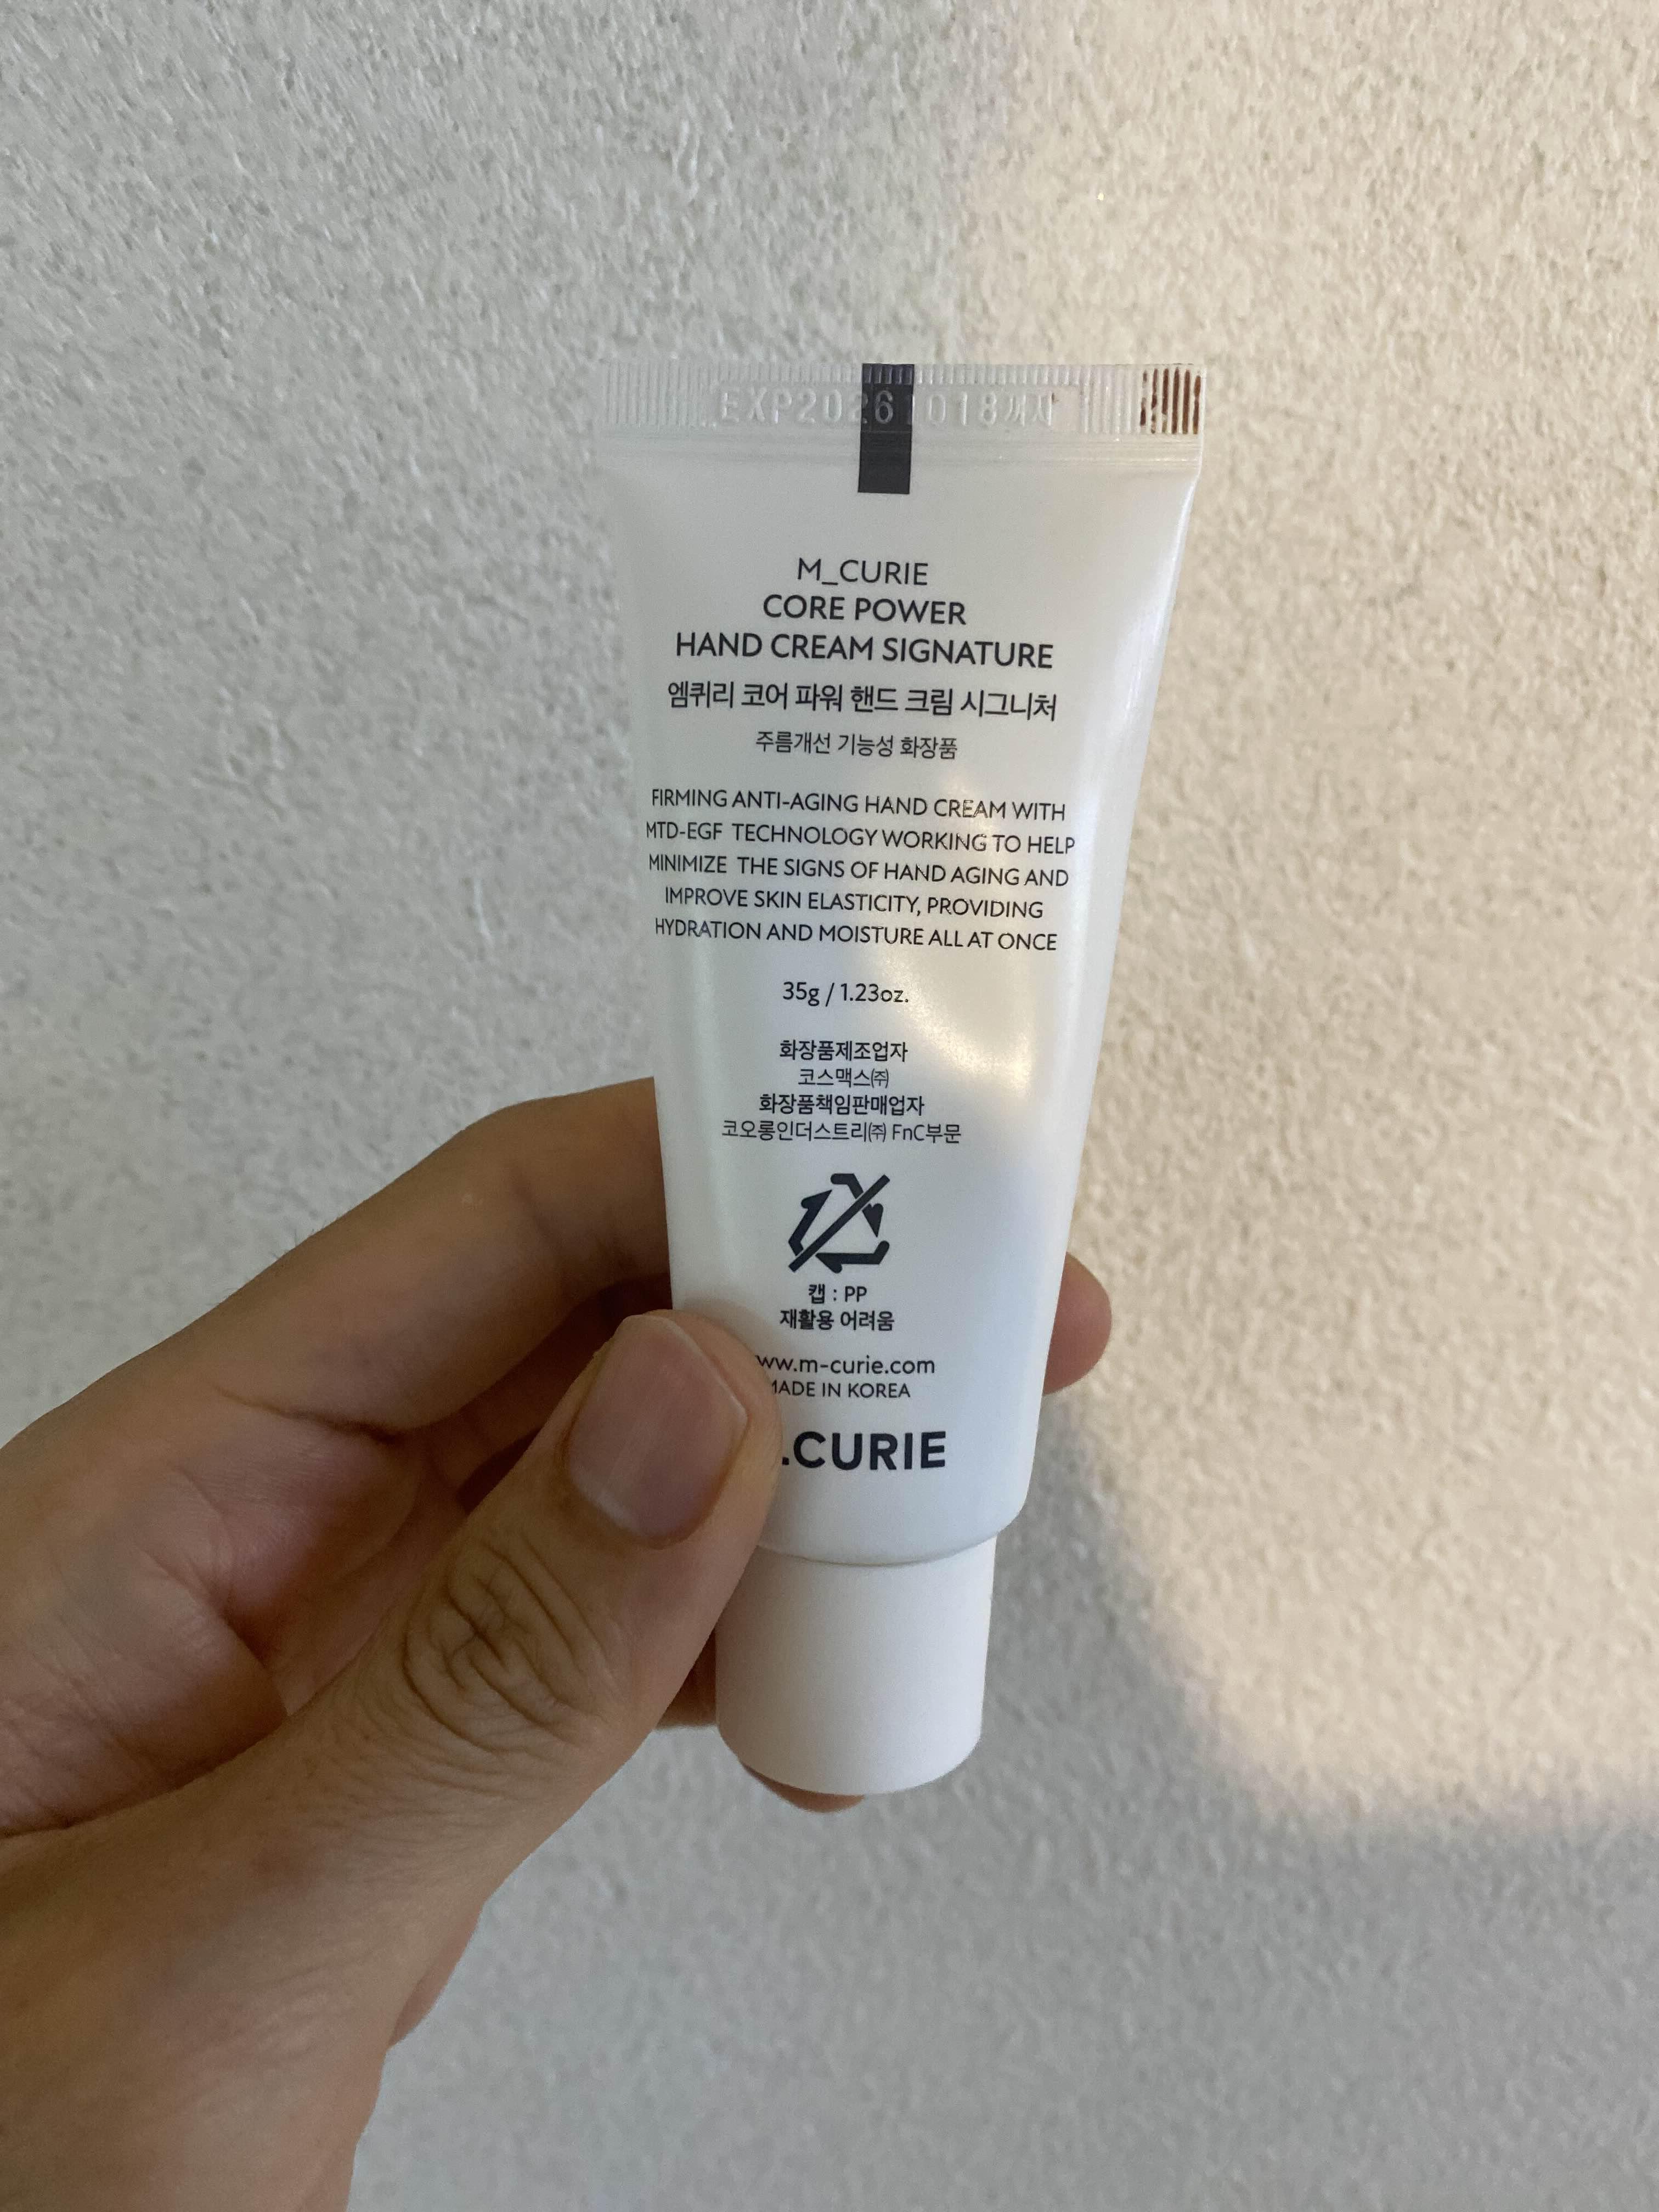 EXP20261018까지
M_CURIE
CORE POWER
HAND CREAM SIGNATURE
엠퀴리 코어 파워 핸드 크림 시그니처
주름개선 기능성 화장품
FIRMING ANTI-AGING HAND CREAM WITH
MTD-EGF TECHNOLOGY WORKING TO HELP
MINIMIZE THE SIGNS OF HAND AGING AND
IMPROVE SKIN ELASTICITY, PROVIDING
HYDRATION AND MOISTURE ALL AT ONCE
35g / 1.23oz.
화장품제조업자
코스맥스㈜
화장품책임판매업자
코오롱인더스트리㈜ FnC부문
캡 : PP
재활용 어려움
ww.m-curie.com
MADE IN KOREA
.CURIE